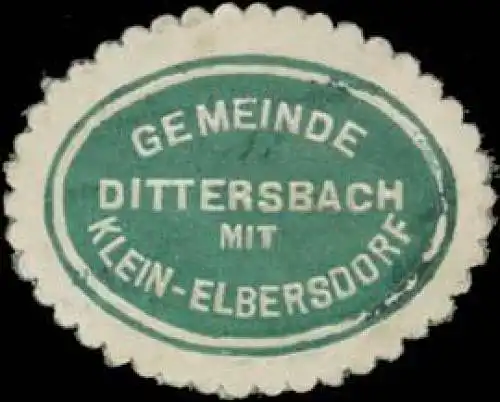 GEMEINDE
DITTERSBACH
MIT
KLEIN-ELBERSDORF